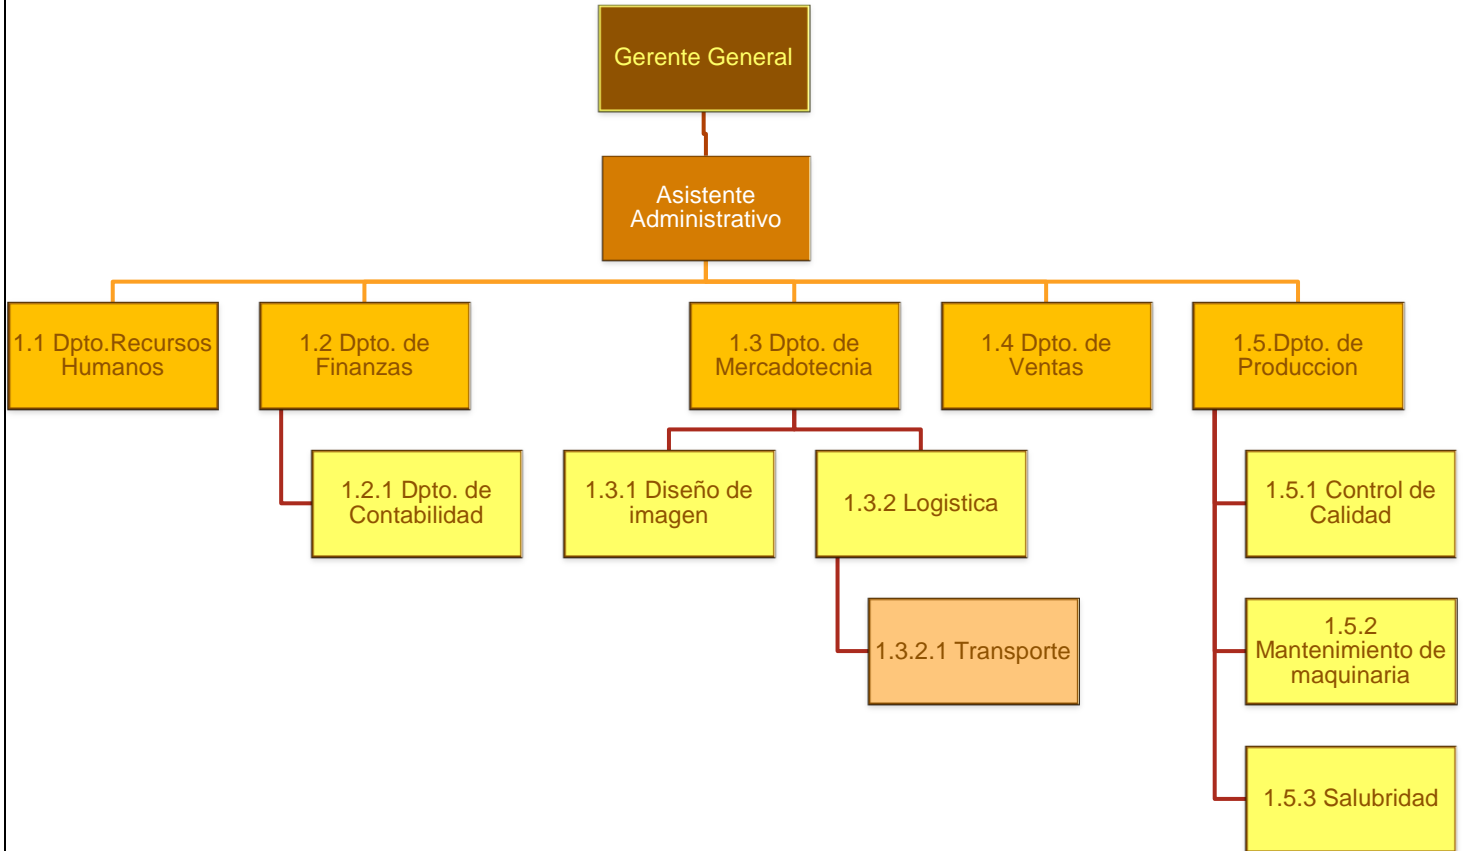 Gerente General
Asistente
Administrativo
1.1 Dpto.Recursos
Humanos
1.2 Dpto. de
Finanzas
1.3 Dpto. de
Mercadotecnia
1.4 Dpto. de
Ventas
1.5.Dpto. de
Produccion
1.2.1 Dpto. de
Contabilidad
1.3.1 Diseño de
imagen
1.3.2 Logistica
1.5.1 Control de
Calidad
1.3.2.1 Transporte
1.5.2
Mantenimiento de
maquinaria
1.5.3 Salubridad